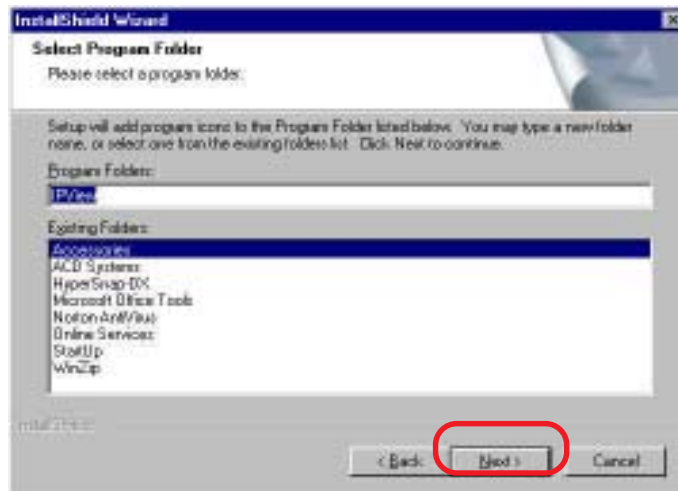 InstallShield Wizard
Select Program Folder
Please select a program folder.
Setup will add program icons to the Program Folder listed below. You may type a new folder
name, or select one from the existing folders list. Click Next to continue.
Program Folders:
IPView
Existing Folders:
Accessories
ACD Systems
HyperSnap-DX
Microsoft Office Tools
Norton AntiVirus
Online Services
StartUp
WinZip
InstallShield
< Back
Next >
Cancel